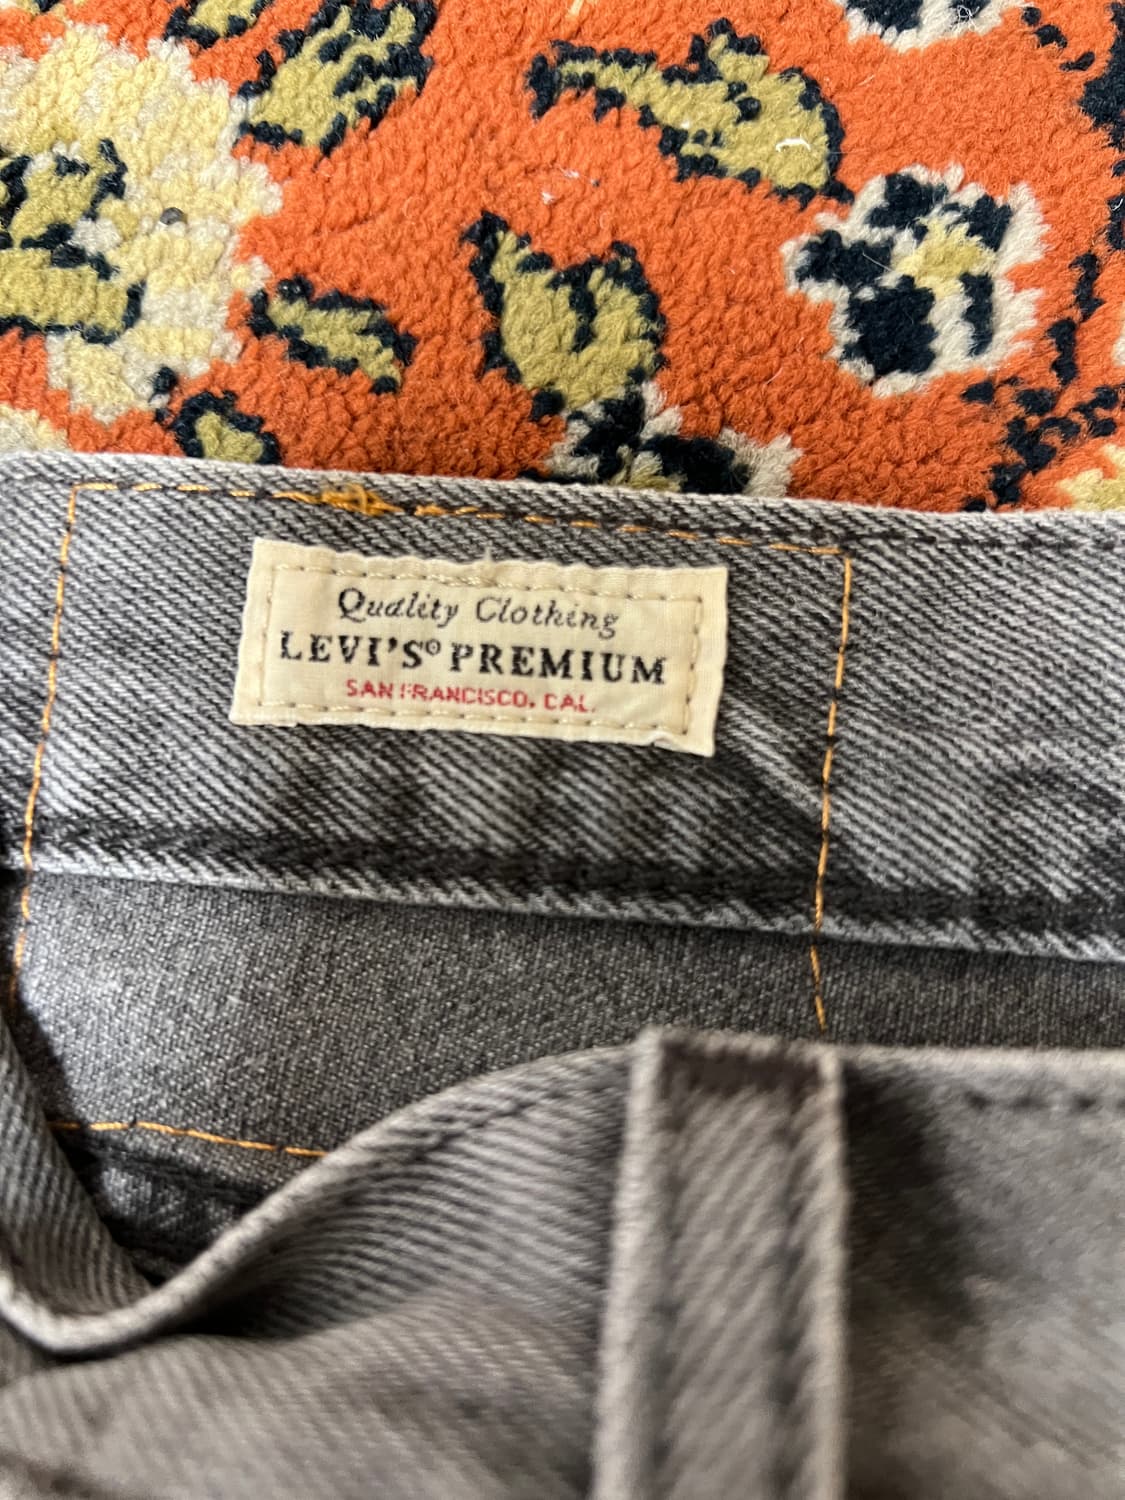 Quality Clothing
LEVI'S® PREMIUM
SAN FRANCISCO, CAL.